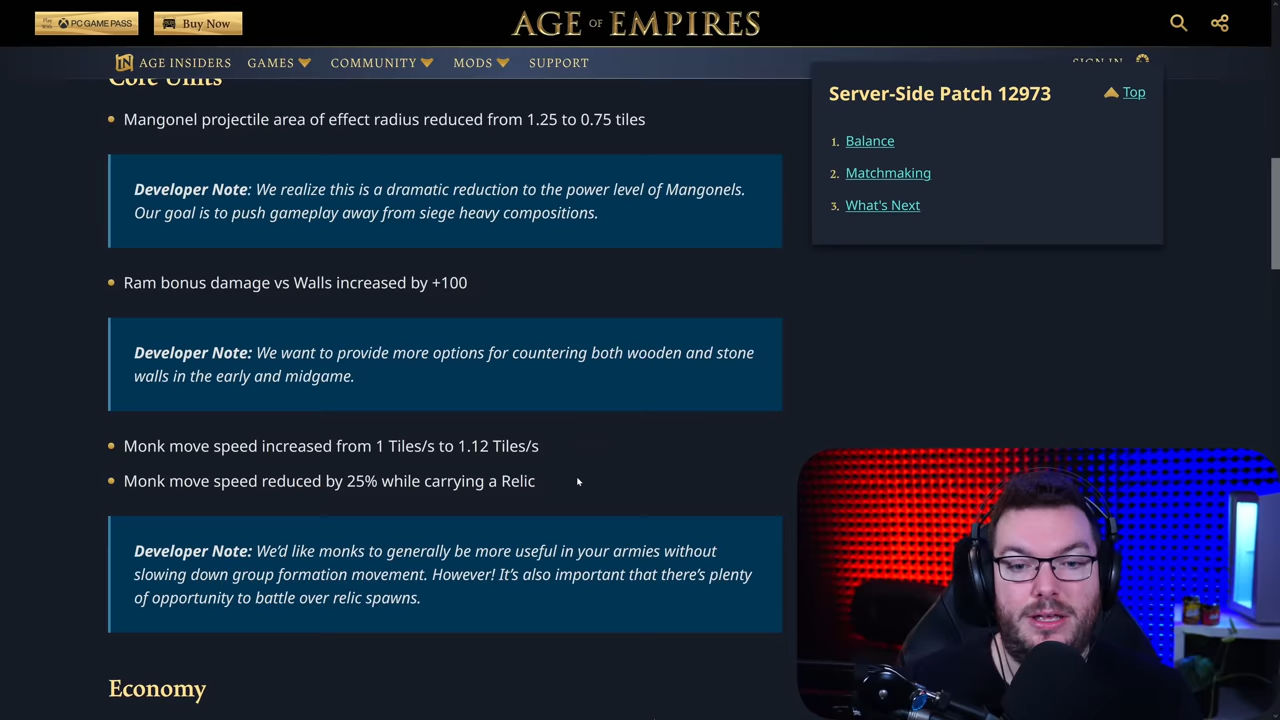 Play With PC GAME PASS
Buy Now
AGE OF EMPIRES
AGE INSIDERS GAMES COMMUNITY MODS SUPPORT SIGN IN
Core Units
Server-Side Patch 12973 Top
1. Balance
2. Matchmaking
3. What's Next
Mangonel projectile area of effect radius reduced from 1.25 to 0.75 tiles
Developer Note: We realize this is a dramatic reduction to the power level of Mangonels.
Our goal is to push gameplay away from siege heavy compositions.
Ram bonus damage vs Walls increased by +100
Developer Note: We want to provide more options for countering both wooden and stone
walls in the early and midgame.
Monk move speed increased from 1 Tiles/s to 1.12 Tiles/s
Monk move speed reduced by 25% while carrying a Relic
Developer Note: We'd like monks to generally be more useful in your armies without
slowing down group formation movement. However! It's also important that there's plenty
of opportunity to battle over relic spawns.
Economy